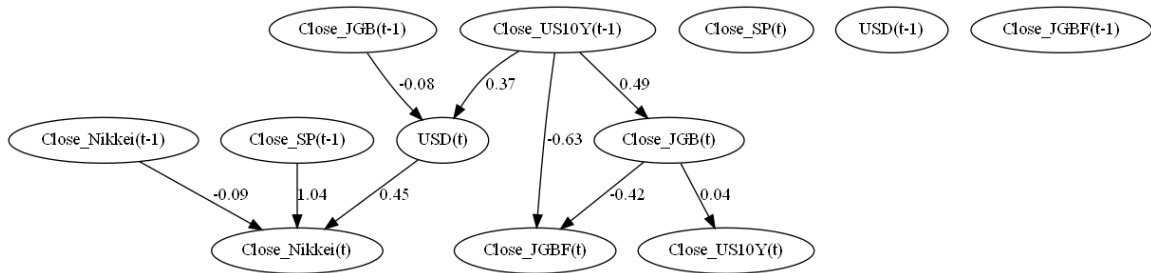 Close_JGB(t-1)
Close_US10Y(t-1)
Close_SP(t)
USD(t-1)
Close_JGBF(t-1)
-0.08
0.37
0.49
Close_Nikkei(t-1)
Close_SP(t-1)
USD(t)
-0.63
Close_JGB(t)
-0.09
1.04
0.45
-0.42
0.04
Close_Nikkei(t)
Close_JGBF(t)
Close_US10Y(t)